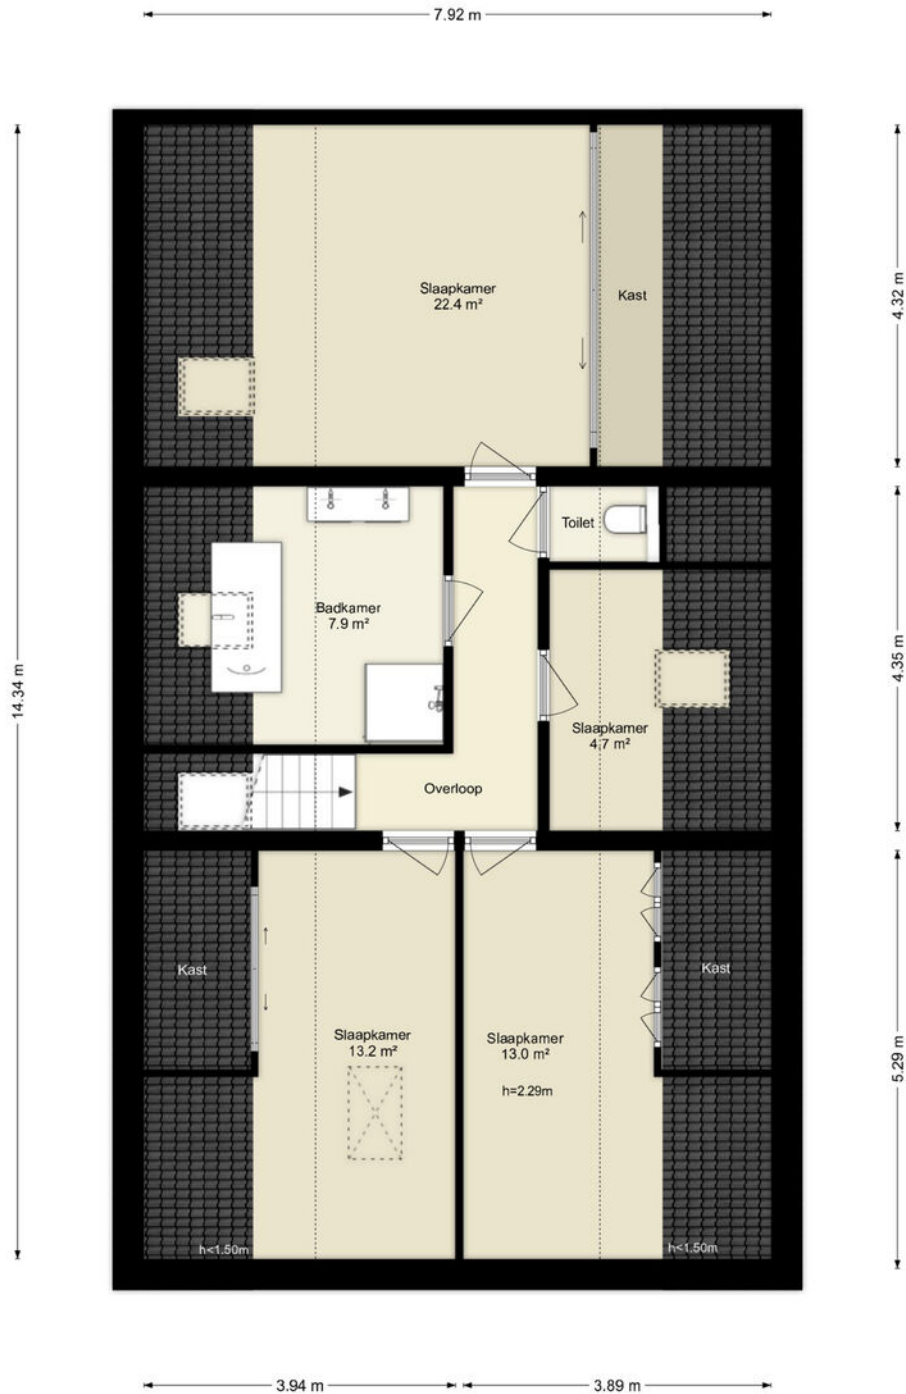 7.92 m
Slaapkamer
22.4 m²
Kast
4.32 m
14.34 m
Toilet
Badkamer
7.9 m²
4.35 m
Slaapkamer
4.7 m²
Overloop
Kast
Kast
Slaapkamer
13.2 m²
Slaapkamer
13.0 m²
h=2.29m
5.29 m
h<1.50m
h<1.50m
3.94 m
3.89 m